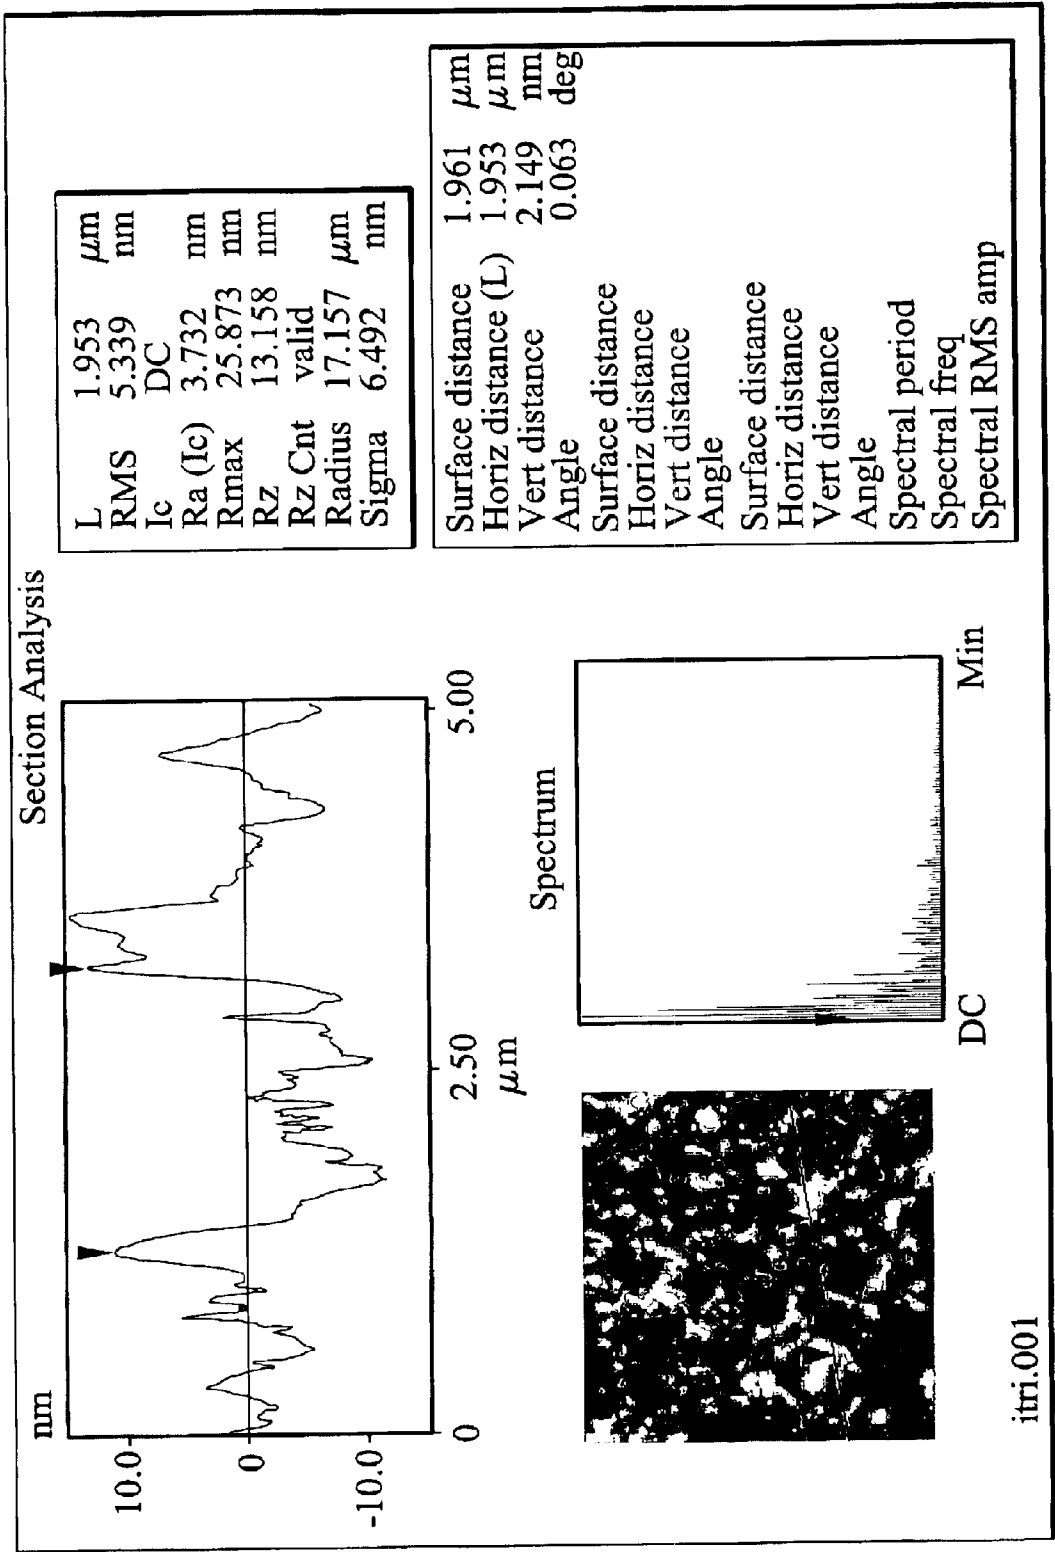 Section Analysis
nm
10.0
0
-10.0
0
2.50
5.00
μm
L 1.953 μm
RMS 5.339 nm
Ic DC
Ra (Ic) 3.732 nm
Rmax 25.873 nm
Rz 13.158 nm
Rz Cnt valid
Radius 17.157 μm
Sigma 6.492 nm
Spectrum
DC
Min
Surface distance 1.961 μm
Horiz distance (L) 1.953 μm
Vert distance 2.149 nm
Angle 0.063 deg
Surface distance
Horiz distance
Vert distance
Angle
Surface distance
Horiz distance
Vert distance
Angle
Spectral period
Spectral freq
Spectral RMS amp
itri.001